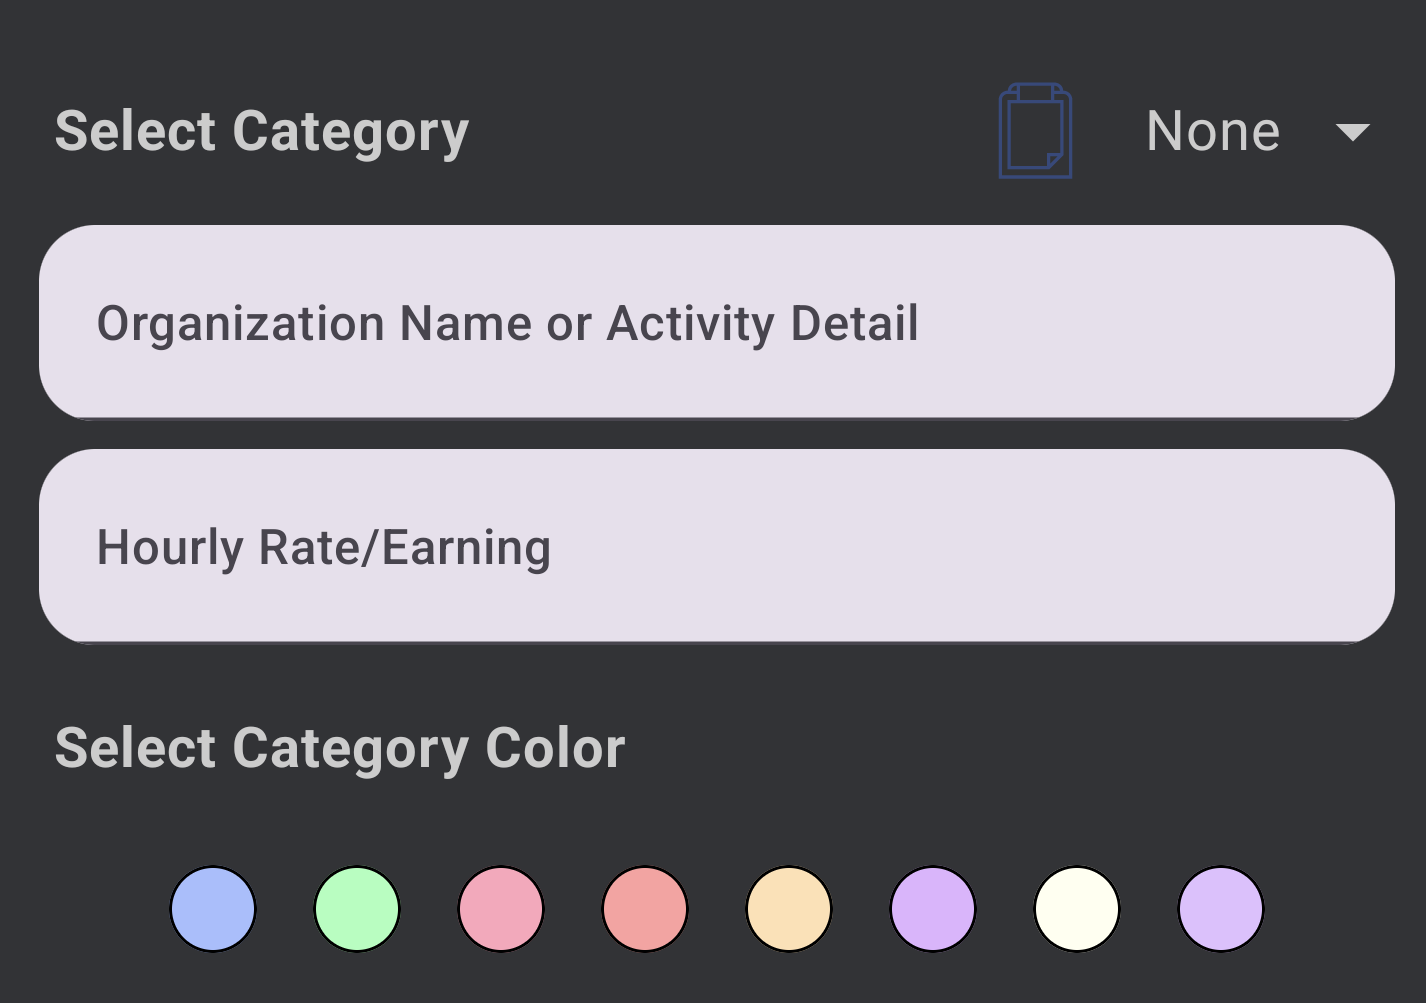 Select Category
None
Organization Name or Activity Detail
Hourly Rate/Earning
Select Category Color